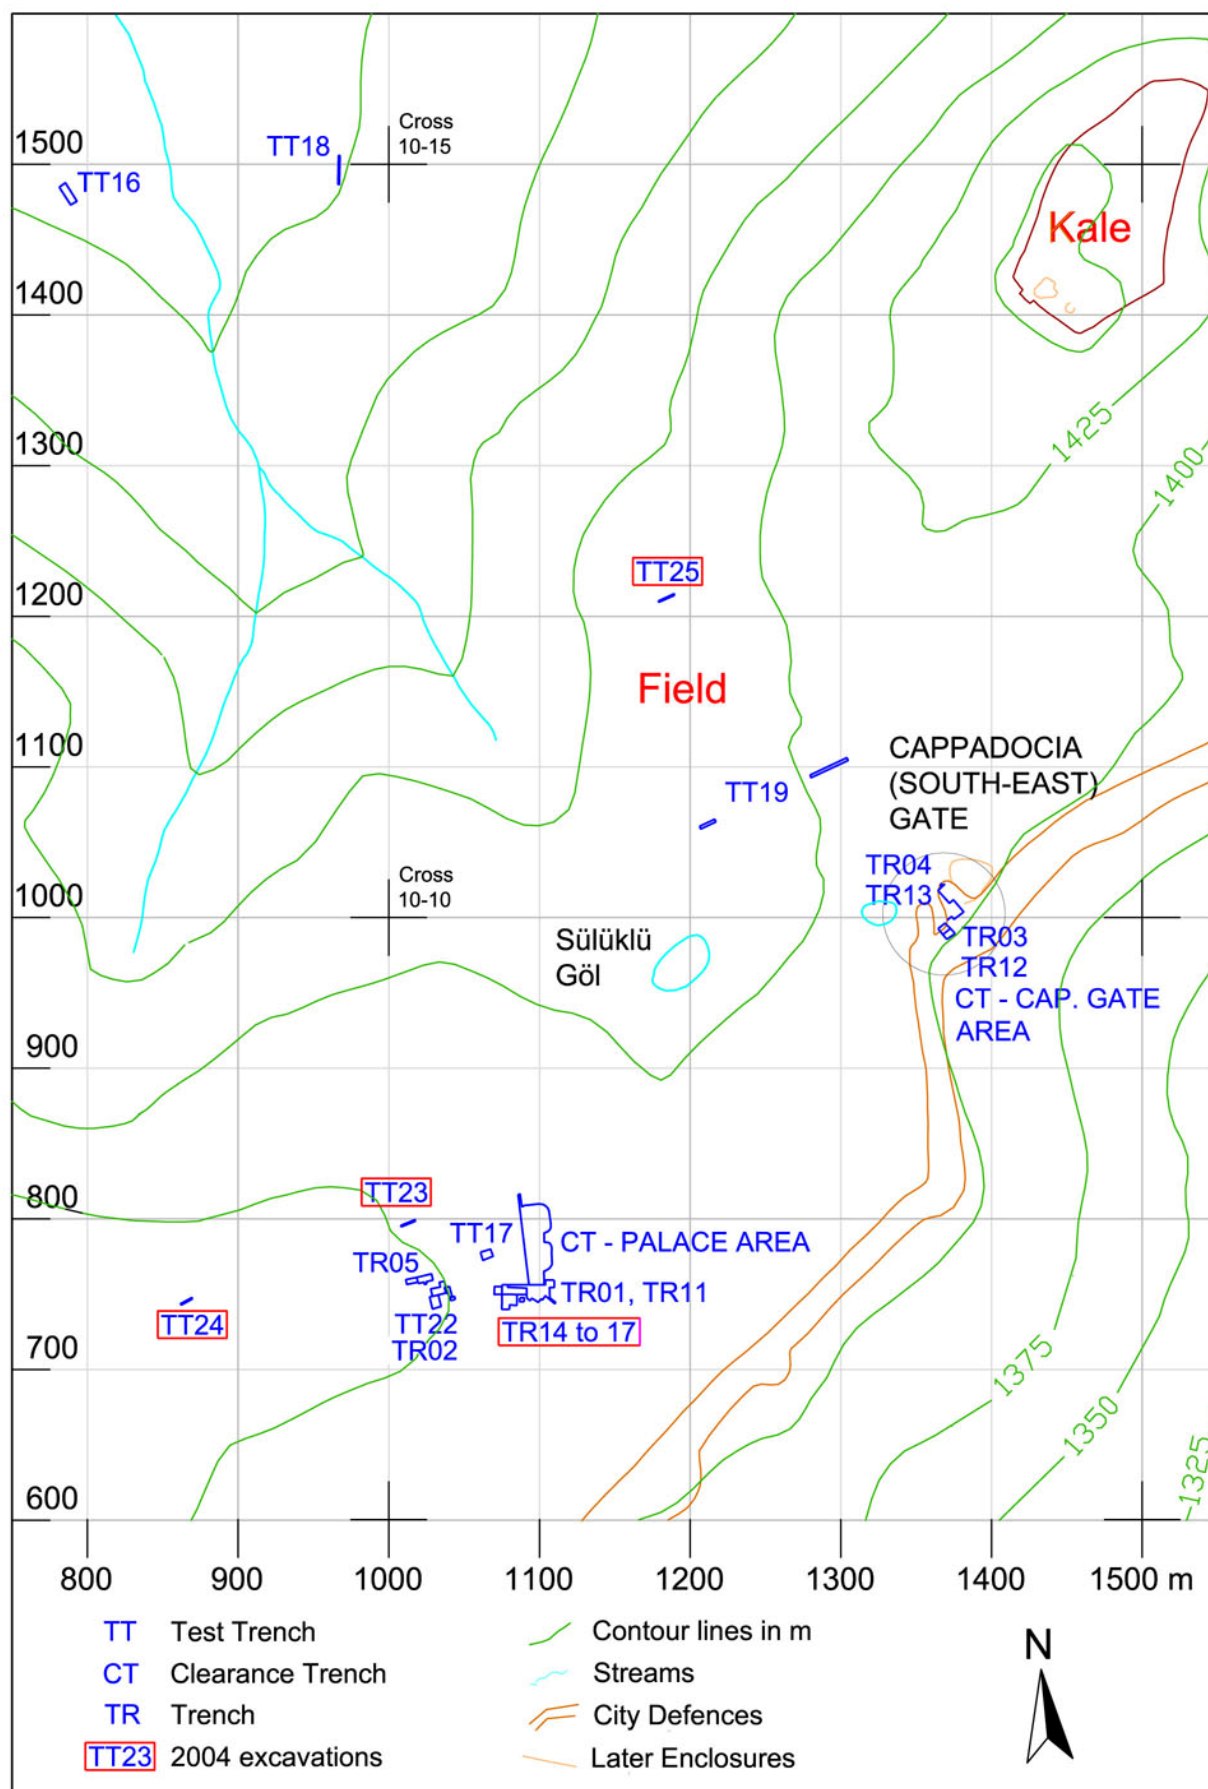 1500
TT18
Cross
10-15
TT16
Kale
1400
1425
1300
1400
TT25
1200
Field
1100
CAPPADOCIA
(SOUTH-EAST)
GATE
TT19
Cross
10-10
TR04
TR13
1000
Sülüklü
Göl
TR03
TR12
CT - CAP. GATE
AREA
900
TT23
800
TT17
CT - PALACE AREA
TR05
TR01, TR11
TT24
TT22
TR02
TR14 to 17
700
1375
1350
1325
600
800 900 1000 1100 1200 1300 1400 1500 m
TT Test Trench
CT Clearance Trench
TR Trench
TT23 2004 excavations
Contour lines in m
Streams
City Defences
Later Enclosures
N